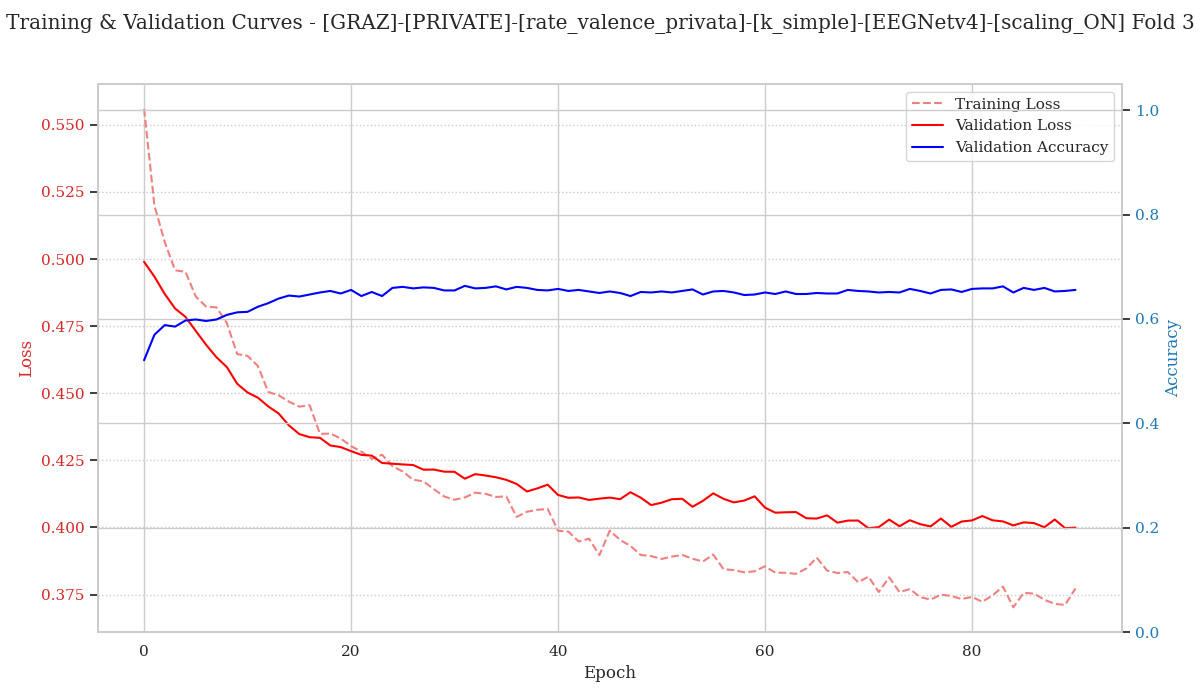 Training & Validation Curves - [GRAZ]-[PRIVATE]-[rate_valence_privata]-[k_simple]-[EEGNetv4]-[scaling_ON] Fold 3
Training Loss
Validation Loss
Validation Accuracy
0.550
0.525
0.500
0.475
0.450
0.425
0.400
0.375
Loss
1.0
0.8
0.6
0.4
0.2
0.0
Accuracy
0
20
40
60
80
Epoch